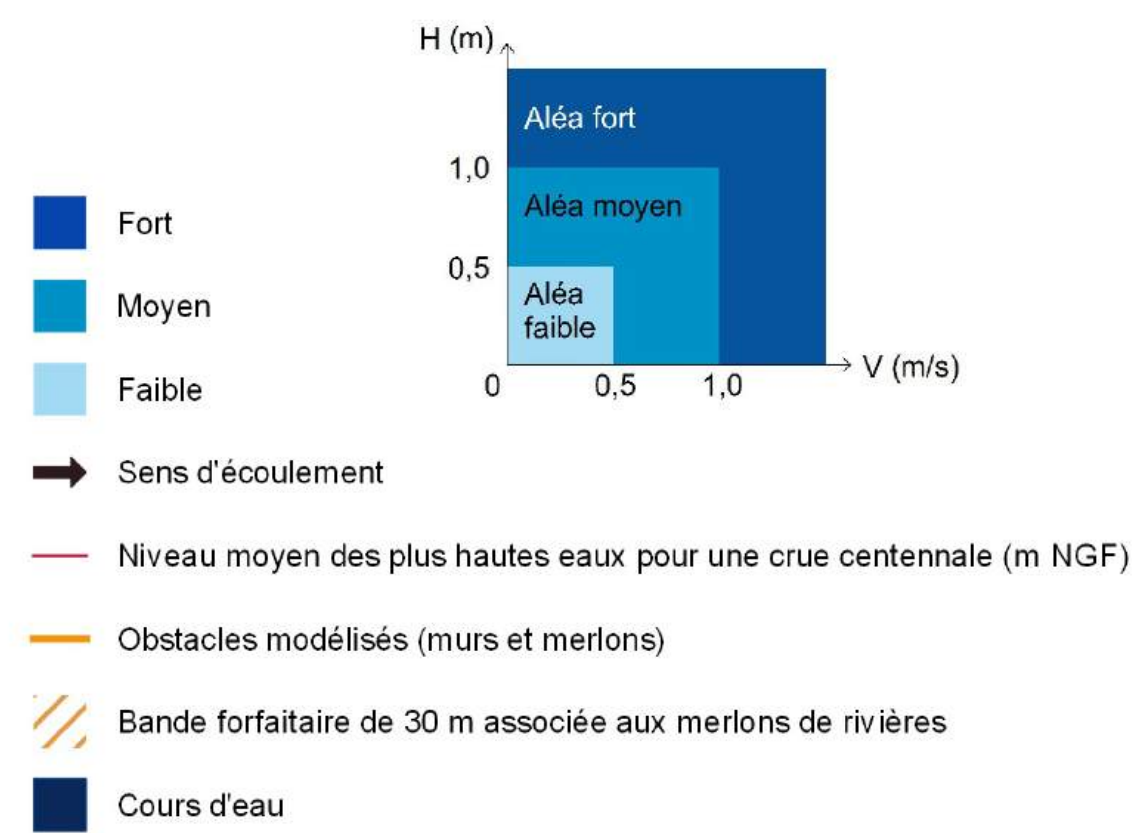 H (m)
Aléa fort
1,0
Aléa moyen
0,5
Aléa
faible
0
0,5
1,0
V (m/s)
Fort
Moyen
Faible
Sens d'écoulement
Niveau moyen des plus hautes eaux pour une crue centennale (m NGF)
Obstacles modélisés (murs et merlons)
Bande forfaitaire de 30 m associée aux merlons de rivières
Cours d'eau